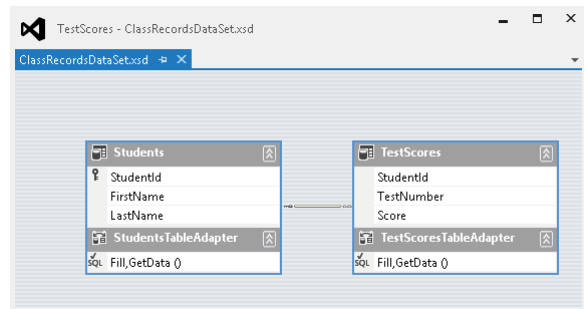 TestScores - ClassRecordsDataSet.xsd
ClassRecordsDataSet.xsd
Students
StudentId
FirstName
LastName
StudentsTableAdapter
SQL Fill,GetData ()
TestScores
StudentId
TestNumber
Score
TestScoresTableAdapter
SQL Fill,GetData ()